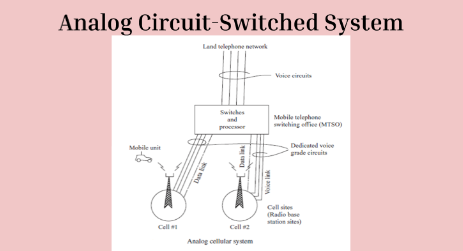 Analog Circuit-Switched System
Land telephone network
Voice circuits
Switches
and
processor
Mobile telephone
switching office (MTSO)
Mobile unit
Dedicated voice
grade circuits
Data link
Data link
Voice link
Cell sites
(Radio base
station sites)
Cell #1
Cell #2
Analog cellular system